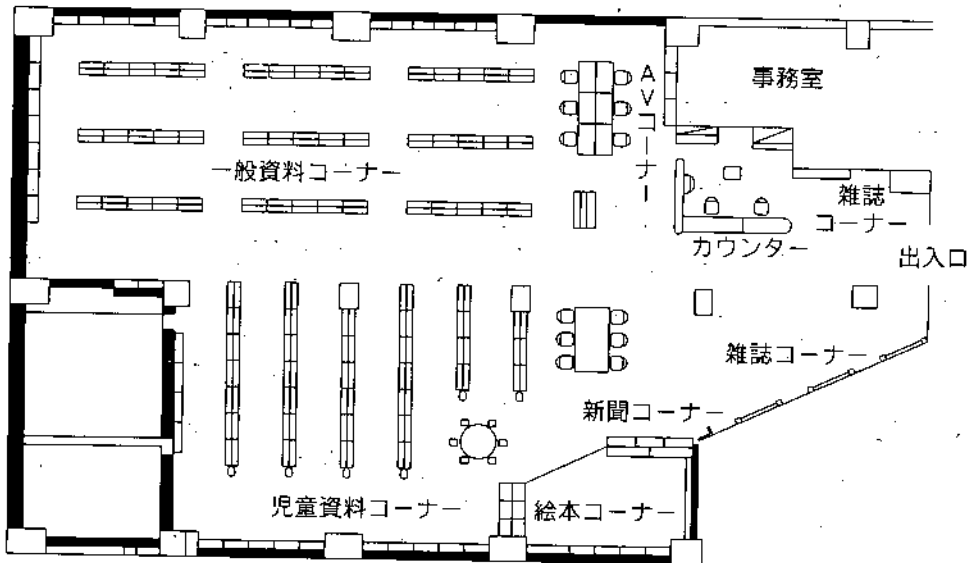 事務室
AVコーナー
一般資料コーナー
雑誌
コーナー
カウンター
出入口
雑誌コーナー
新聞コーナー
児童資料コーナー
絵本コーナー